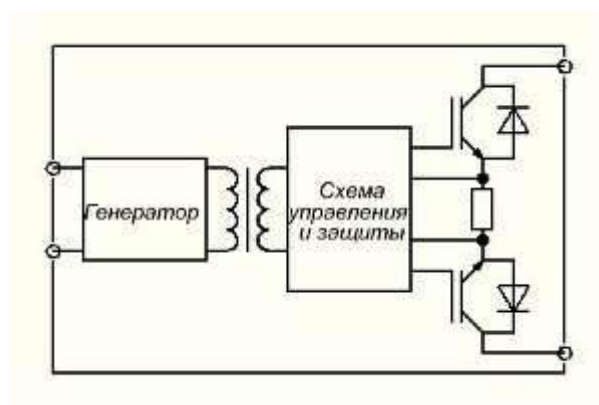 Генератор
Схема
управления
и защиты